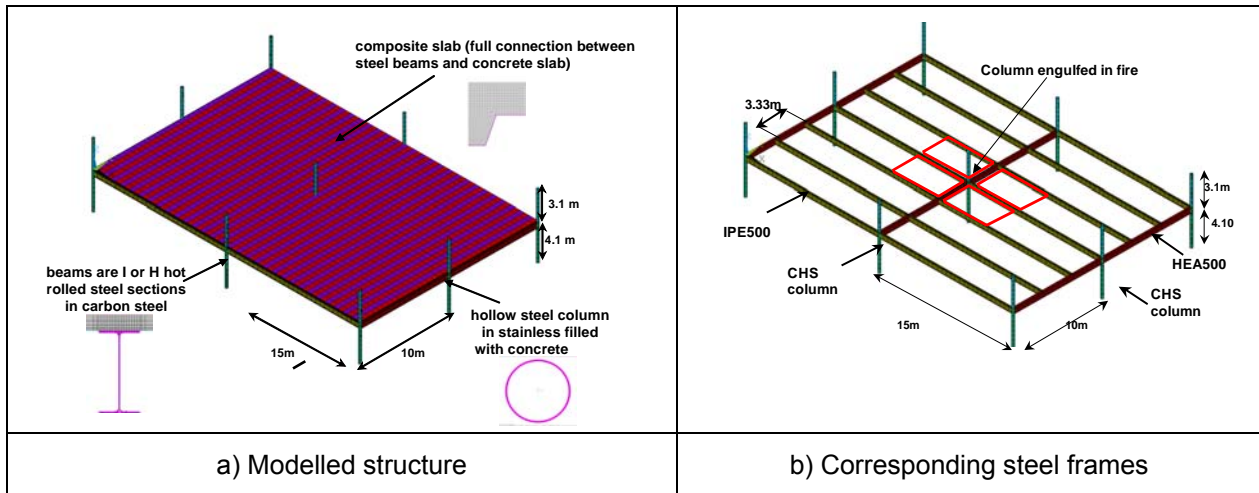 composite slab (full connection between
steel beams and concrete slab)
3.1 m
4.1 m
beams are I or H hot
rolled steel sections
in carbon steel
15m
10m
hollow steel column
in stainless filled
with concrete
Column engulfed in fire
3.33m
3.1m
4.10
IPE500
HEA500
CHS
column
CHS
column
15m
10m
a) Modelled structure
b) Corresponding steel frames